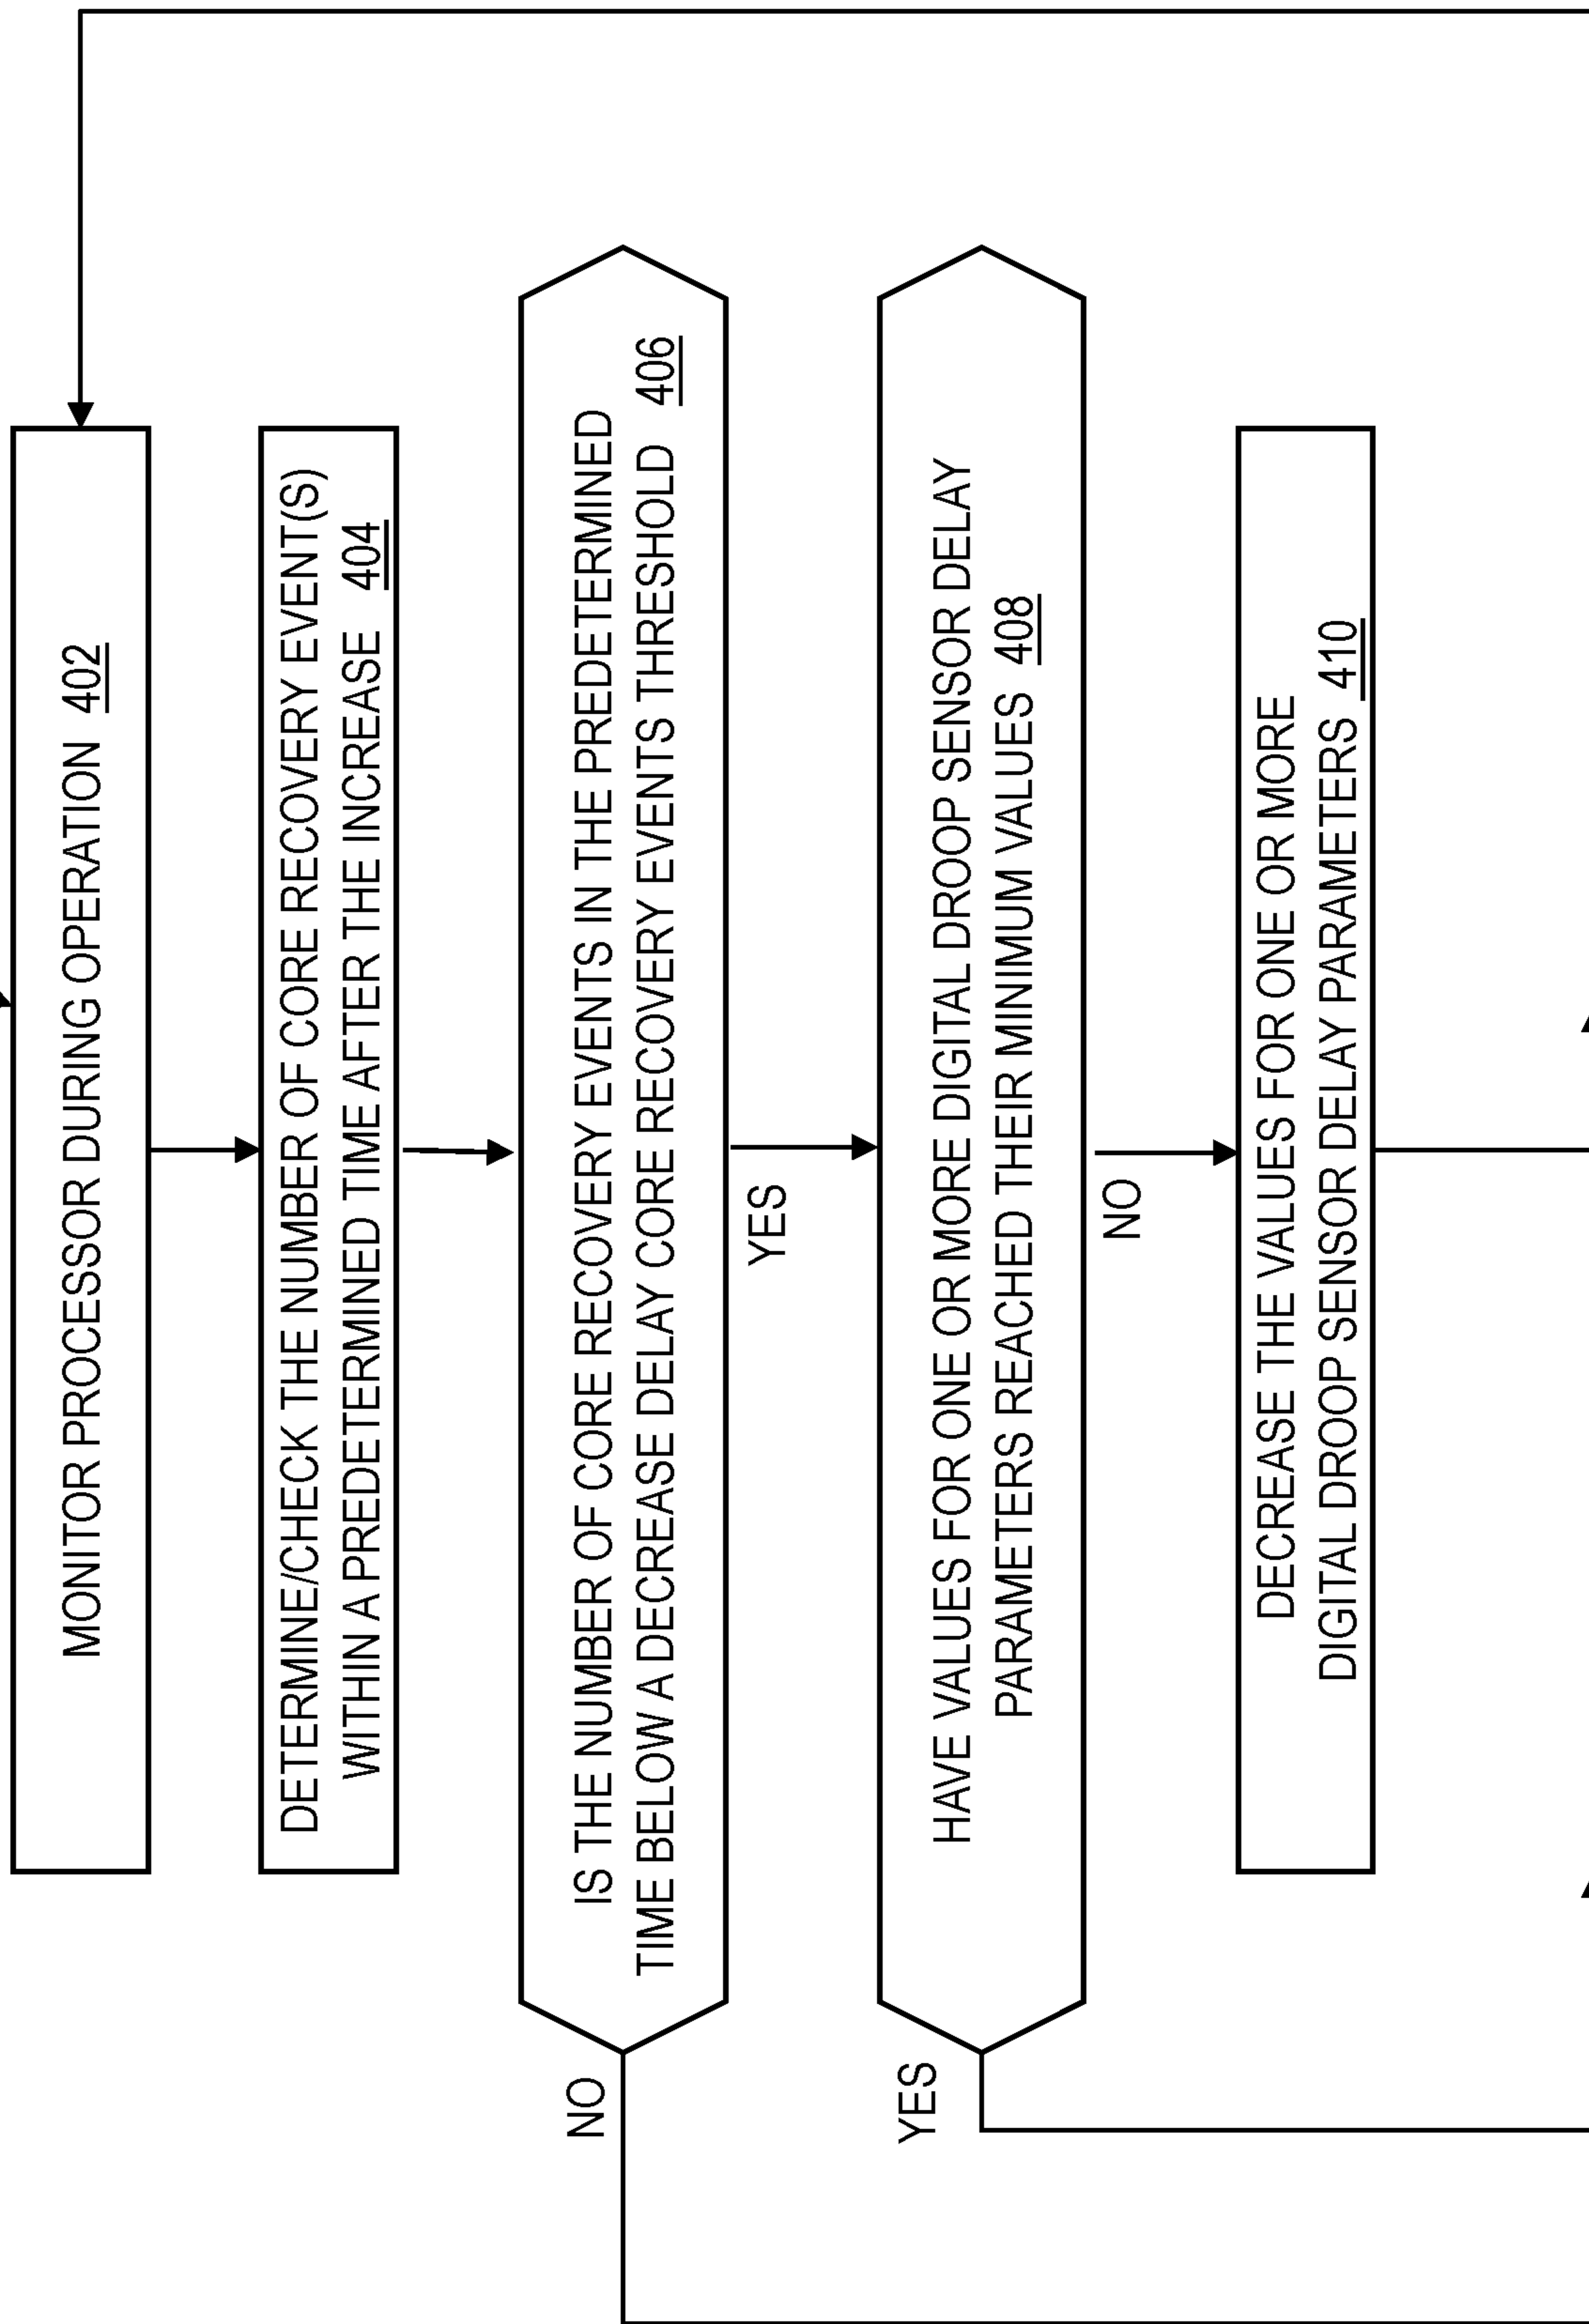 MONITOR PROCESSOR DURING OPERATION 402
DETERMINE/CHECK THE NUMBER OF CORE RECOVERY EVENT(S)
WITHIN A PREDETERMINED TIME AFTER THE INCREASE 404
IS THE NUMBER OF CORE RECOVERY EVENTS IN THE PREDETERMINED
TIME BELOW A DECREASE DELAY CORE RECOVERY EVENTS THRESHOLD 406
NO
YES
HAVE VALUES FOR ONE OR MORE DIGITAL DROOP SENSOR DELAY
PARAMETERS REACHED THEIR MINIMUM VALUES 408
YES
NO
DECREASE THE VALUES FOR ONE OR MORE
DIGITAL DROOP SENSOR DELAY PARAMETERS 410